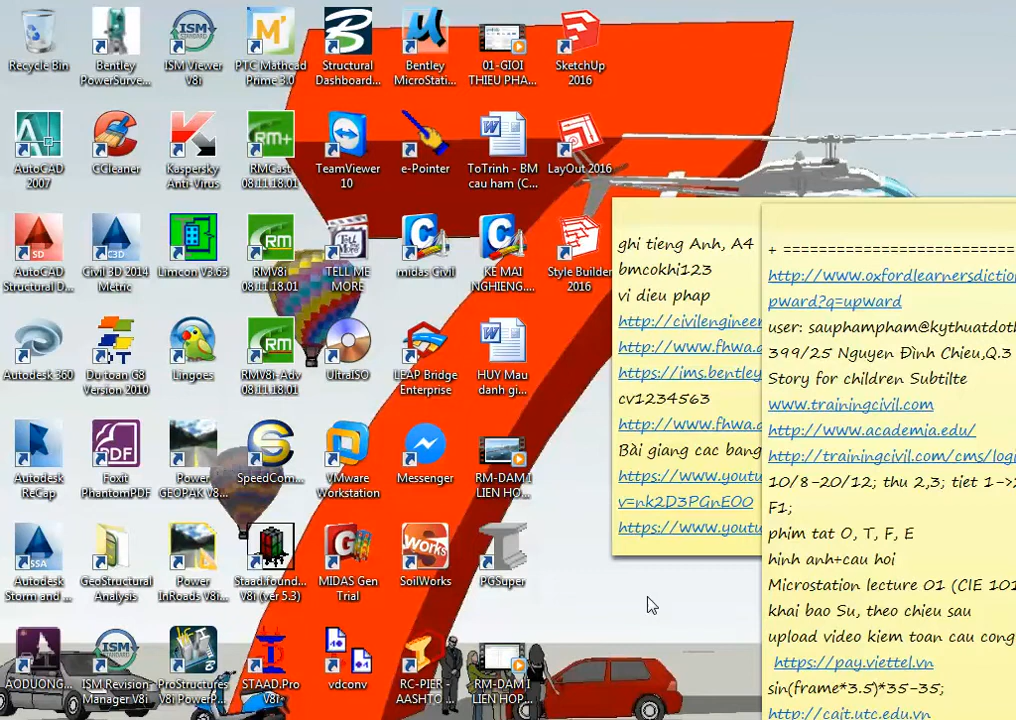 Recycle Bin
Bentley
PowerSurve...
ISM Viewer
V8i
PTC Mathcad
Prime 3.0
Structural
Dashboard...
Bentley
MicroStati...
01-GIOI
THIEU PHA...
SketchUp
2016
AutoCAD
2007
CCleaner
Kaspersky
Anti-Virus
RMCast
08.11.18.01
TeamViewer
10
e-Pointer
ToTrinh - BM
cau ham (C...
LayOut 2016
AutoCAD
Structural D...
Civil 3D 2014
Metric
Limcon V3.63
RMV8i
08.11.18.01
TELL ME
MORE
midas Civil
KE MAI
NGHIENG....
Style Builder
2016
Autodesk 360
Du toan G8
Version 2010
Lingoes
RMV8i-Adv
08.11.18.01
UltraISO
LEAP Bridge
Enterprise
HUY Mau
danh gi...
Autodesk
ReCap
Foxit
PhantomPDF
Power
GEOPAK V8...
SpeedCom...
VMware
Workstation
Messenger
RM-DAM I
LIEN HO...
Autodesk
Storm and ...
GeoStructural
Analysis
Power
InRoads V8i...
Staad.found...
V8i (ver 5.3)
MIDAS Gen
Trial
SoilWorks
PGSuper
AODUONG...
ISM Revision
Manager V8i
ProStructures
V8i Power...
STAAD.Pro
V8i
vdconv
RC-PIER
AASHTO ...
RM-DAM I
LIEN HOP...
ghi tieng Anh, A4
bmcokhi123
vi dieu phap
http://civilengineer
http://www.fhwa.d
https://ims.bentley
cv1234563
http://www.fhwa.d
Bài giang cac bang
https://www.youtu
v=nk2D3PGnEOO
https://www.youtu
+ =========================
http://www.oxfordlearnersdictio
pward?q=upward
user: sauphampham@kythuatdoth
399/25 Nguyen Đình Chieu,Q.3
Story for children Subtilte
www.trainingcivil.com
http://www.academia.edu/
http://trainingcivil.com/cms/logi
10/8-20/12; thu 2,3; tiet 1->
F1;
phim tat O, T, F, E
hinh anh+cau hoi
Microstation lecture 01 (CIE 101
khai bao Su, theo chieu sau
upload video kiem toan cau cong
https://pay.viettel.vn
sin(frame*3.5)*35-35;
http://cait.utc.edu.vn